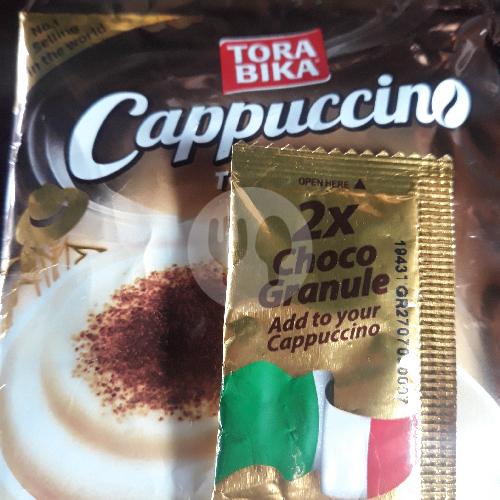 No.1
Selling
in the world
TORA
BIKA
Cappuccino
OPEN HERE
2x
Choco
Granule
Add to your
Cappuccino